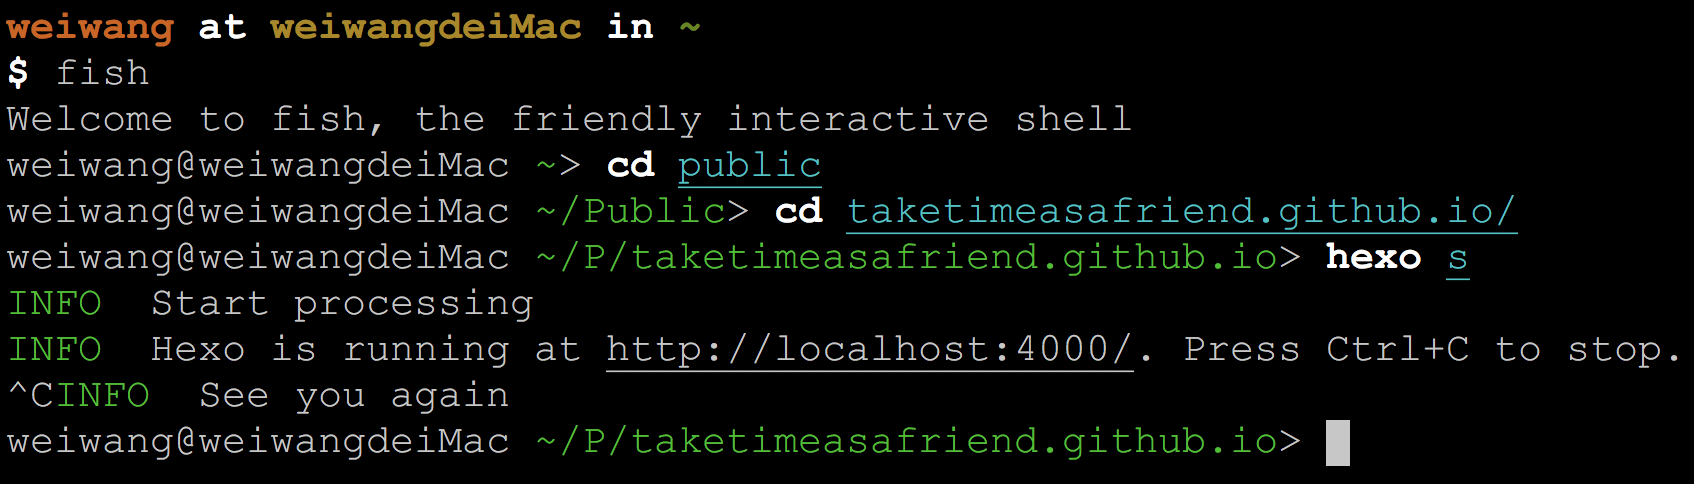 weiwang at weiwangdeiMac in ~
$ fish
Welcome to fish, the friendly interactive shell
weiwang@weiwangdeiMac ~> cd public
weiwang@weiwangdeiMac ~/Public> cd taketimeasafriend.github.io/
weiwang@weiwangdeiMac ~/P/taketimeasafriend.github.io> hexo s
INFO  Start processing
INFO  Hexo is running at http://localhost:4000/. Press Ctrl+C to stop.
^CINFO  See you again
weiwang@weiwangdeiMac ~/P/taketimeasafriend.github.io>